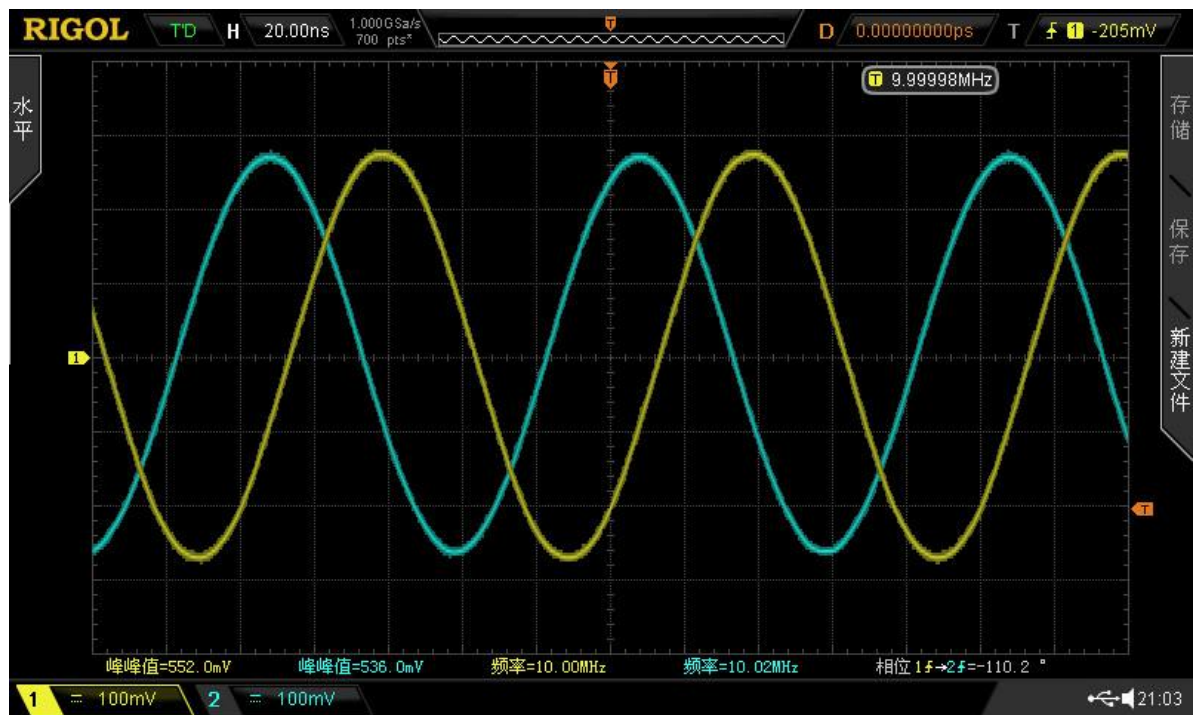 RIGOL T'D H 20.00ns 1.000GSa/s 700 pts* T D 0.00000000ps T 1 -205mV
T 9.99998MHz
水平
T
存储
保存
新建文件
1
T
峰峰值=552.0mV 峰峰值=536.0mV 频率=10.00MHz 频率=10.02MHz 相位1→2=-110.2 °
1 = 100mV 2 = 100mV 21:03